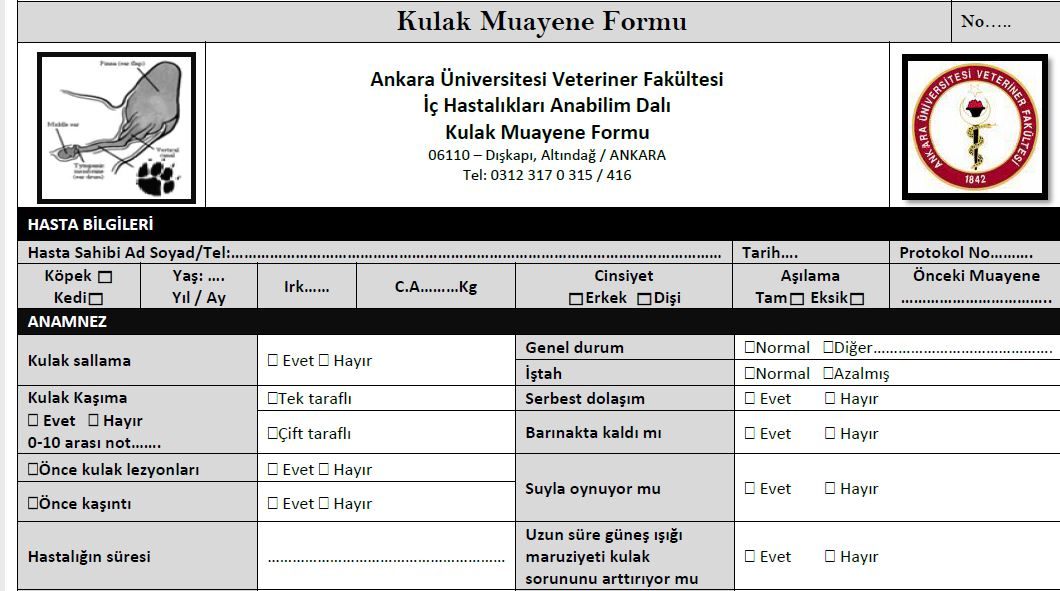 Kulak Muayene Formu
No…..
Pinna (ear flap)
Middle ear
Vertical canal
Tympanic membrane (ear drum)
Ankara Üniversitesi Veteriner Fakültesi
İç Hastalıkları Anabilim Dalı
Kulak Muayene Formu
06110 – Dışkapı, Altındağ / ANKARA
Tel: 0312 317 0 315 / 416
ANKARA ÜNİVERSİTESİ VETERİNER FAKÜLTESİ
1842
HASTA BİLGİLERİ
Hasta Sahibi Ad Soyad/Tel:……………………………………………………………………………………
Tarih….
Protokol No……….
Köpek □
Kedi□
Yaş: ….
Yıl / Ay
Irk……
C.A………Kg
Cinsiyet
□Erkek □Dişi
Aşılama
Tam□ Eksik□
Önceki Muayene
……………………………..
ANAMNEZ
Kulak sallama
□ Evet □ Hayır
Genel durum
□Normal □Diğer…………………………………….
İştah
□Normal □Azalmış
Kulak Kaşıma
□ Evet □ Hayır
0-10 arası not…….
□Tek taraflı
□Çift taraflı
Serbest dolaşım
□ Evet □ Hayır
Barınakta kaldı mı
□ Evet □ Hayır
□Önce kulak lezyonları
□ Evet □ Hayır
□Önce kaşıntı
□ Evet □ Hayır
Suyla oynuyor mu
□ Evet □ Hayır
Hastalığın süresi
…………………………………………………
Uzun süre güneş ışığı
maruziyeti kulak
sorununu arttırıyor mu
□ Evet □ Hayır